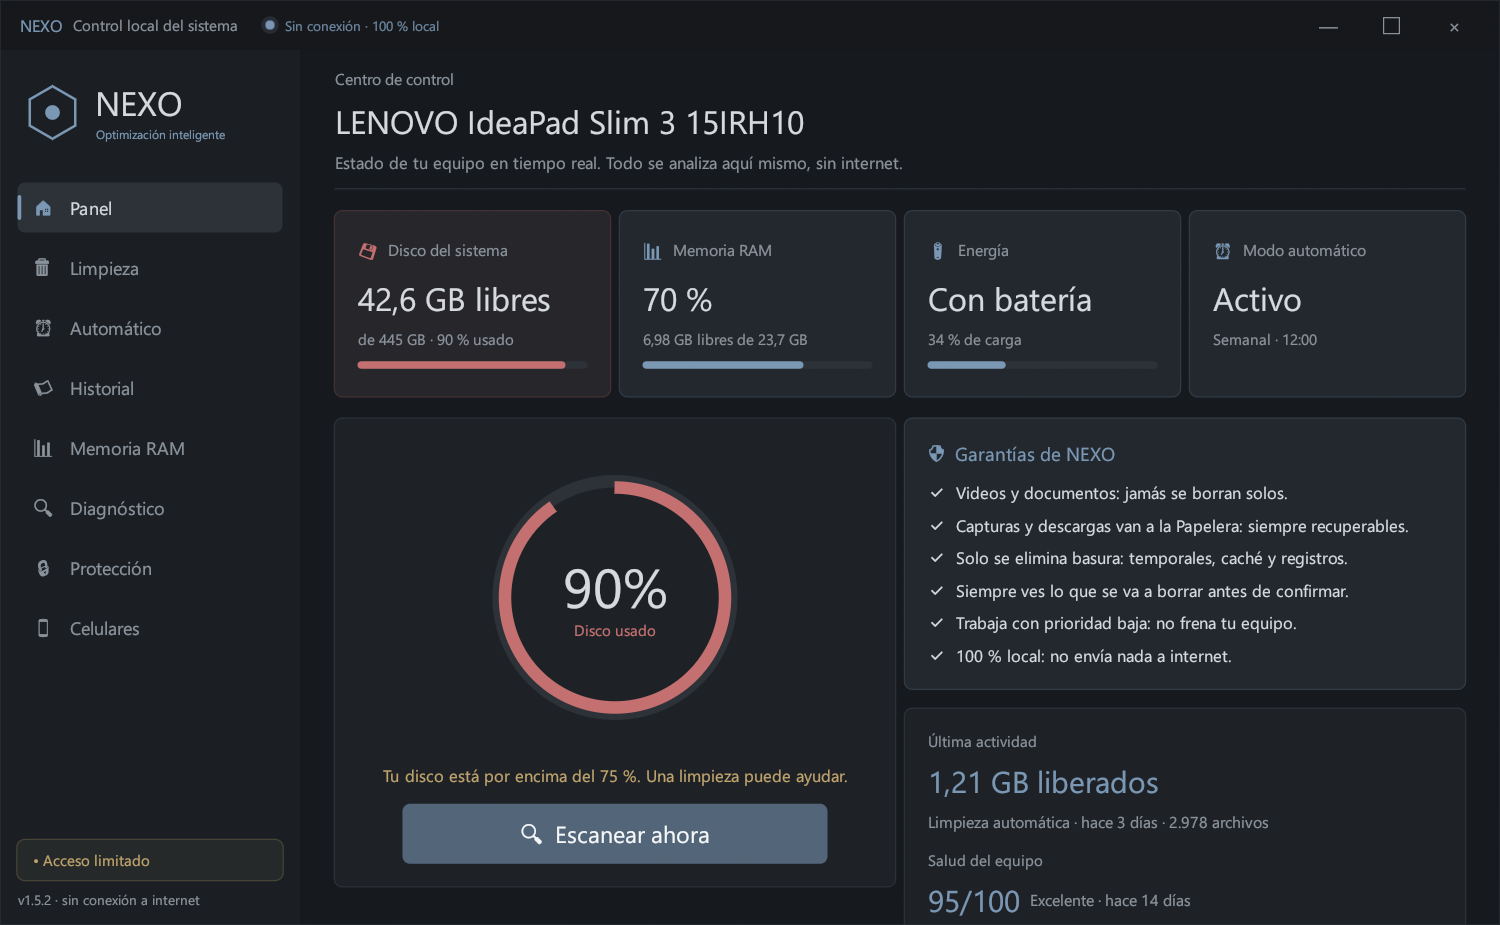 NEXO Control local del sistema Sin conexión · 100 % local
NEXO
Optimización inteligente
Panel
Limpieza
Automático
Historial
Memoria RAM
Diagnóstico
Protección
Celulares
• Acceso limitado
v1.5.2 · sin conexión a internet
Centro de control
LENOVO IdeaPad Slim 3 15IRH10
Estado de tu equipo en tiempo real. Todo se analiza aquí mismo, sin internet.
Disco del sistema
42,6 GB libres
de 445 GB · 90 % usado
Memoria RAM
70 %
6,98 GB libres de 23,7 GB
Energía
Con batería
34 % de carga
Modo automático
Activo
Semanal · 12:00
90%
Disco usado
Tu disco está por encima del 75 %. Una limpieza puede ayudar.
Escanear ahora
Garantías de NEXO
Videos y documentos: jamás se borran solos.
Capturas y descargas van a la Papelera: siempre recuperables.
Solo se elimina basura: temporales, caché y registros.
Siempre ves lo que se va a borrar antes de confirmar.
Trabaja con prioridad baja: no frena tu equipo.
100 % local: no envía nada a internet.
Última actividad
1,21 GB liberados
Limpieza automática · hace 3 días · 2.978 archivos
Salud del equipo
95/100 Excelente · hace 14 días